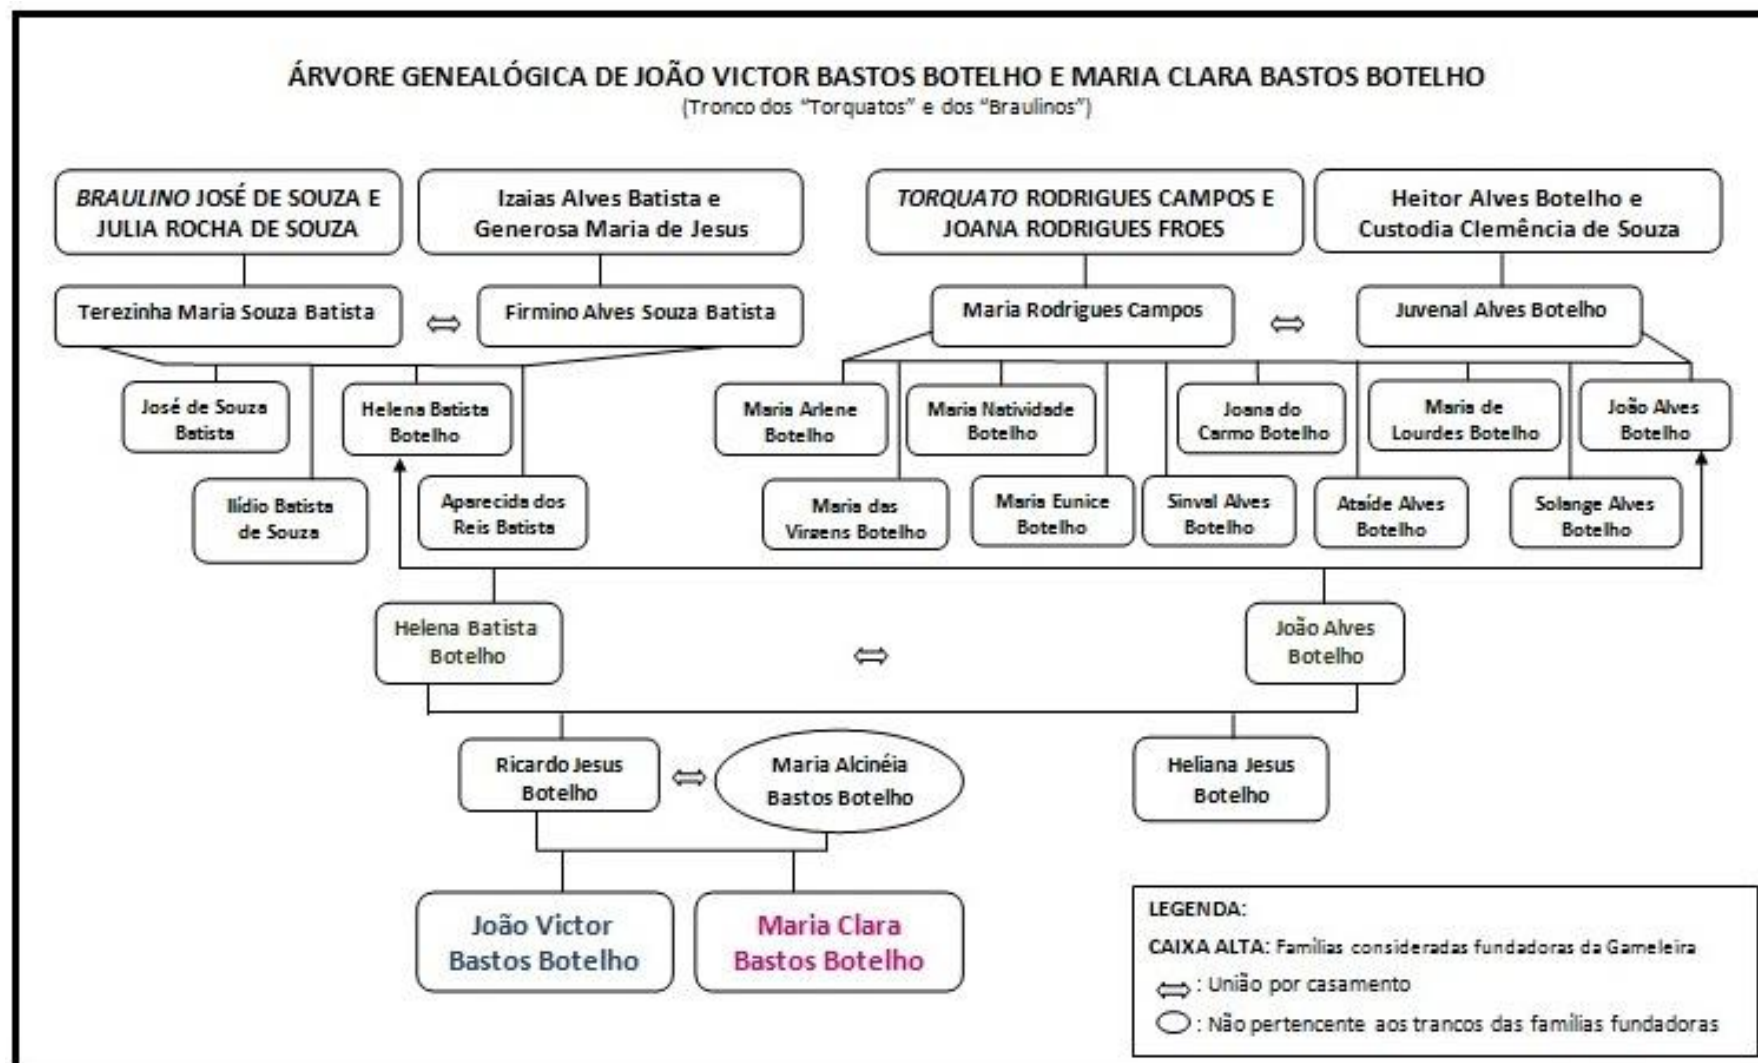 ÁRVORE GENEALÓGICA DE JOÃO VICTOR BASTOS BOTELHO E MARIA CLARA BASTOS BOTELHO
(Tronco dos "Torquatos" e dos "Braulinos")
BRAULINO JOSÉ DE SOUZA E
JULIA ROCHA DE SOUZA
Izaias Alves Batista e
Generosa Maria de Jesus
TORQUATO RODRIGUES CAMPOS E
JOANA RODRIGUES FROES
Heitor Alves Botelho e
Custodia Clemência de Souza
Terezinha Maria Souza Batista
Firmino Alves Souza Batista
Maria Rodrigues Campos
Juvenal Alves Botelho
José de Souza
Batista
Helena Batista
Botelho
Maria Arlene
Botelho
Maria Natividade
Botelho
Joana do
Carmo Botelho
Maria de
Lourdes Botelho
João Alves
Botelho
Ilídio Batista
de Souza
Aparecida dos
Reis Batista
Maria das
Virgens Botelho
Maria Eunice
Botelho
Sinval Alves
Botelho
Ataíde Alves
Botelho
Solange Alves
Botelho
Helena Batista
Botelho
João Alves
Botelho
Ricardo Jesus
Botelho
Maria Alcinéia
Bastos Botelho
Heliana Jesus
Botelho
João Victor
Bastos Botelho
Maria Clara
Bastos Botelho
LEGENDA:
CAIXA ALTA: Famílias consideradas fundadoras da Gameleira
: União por casamento
: Não pertencente aos trancos das famílias fundadoras